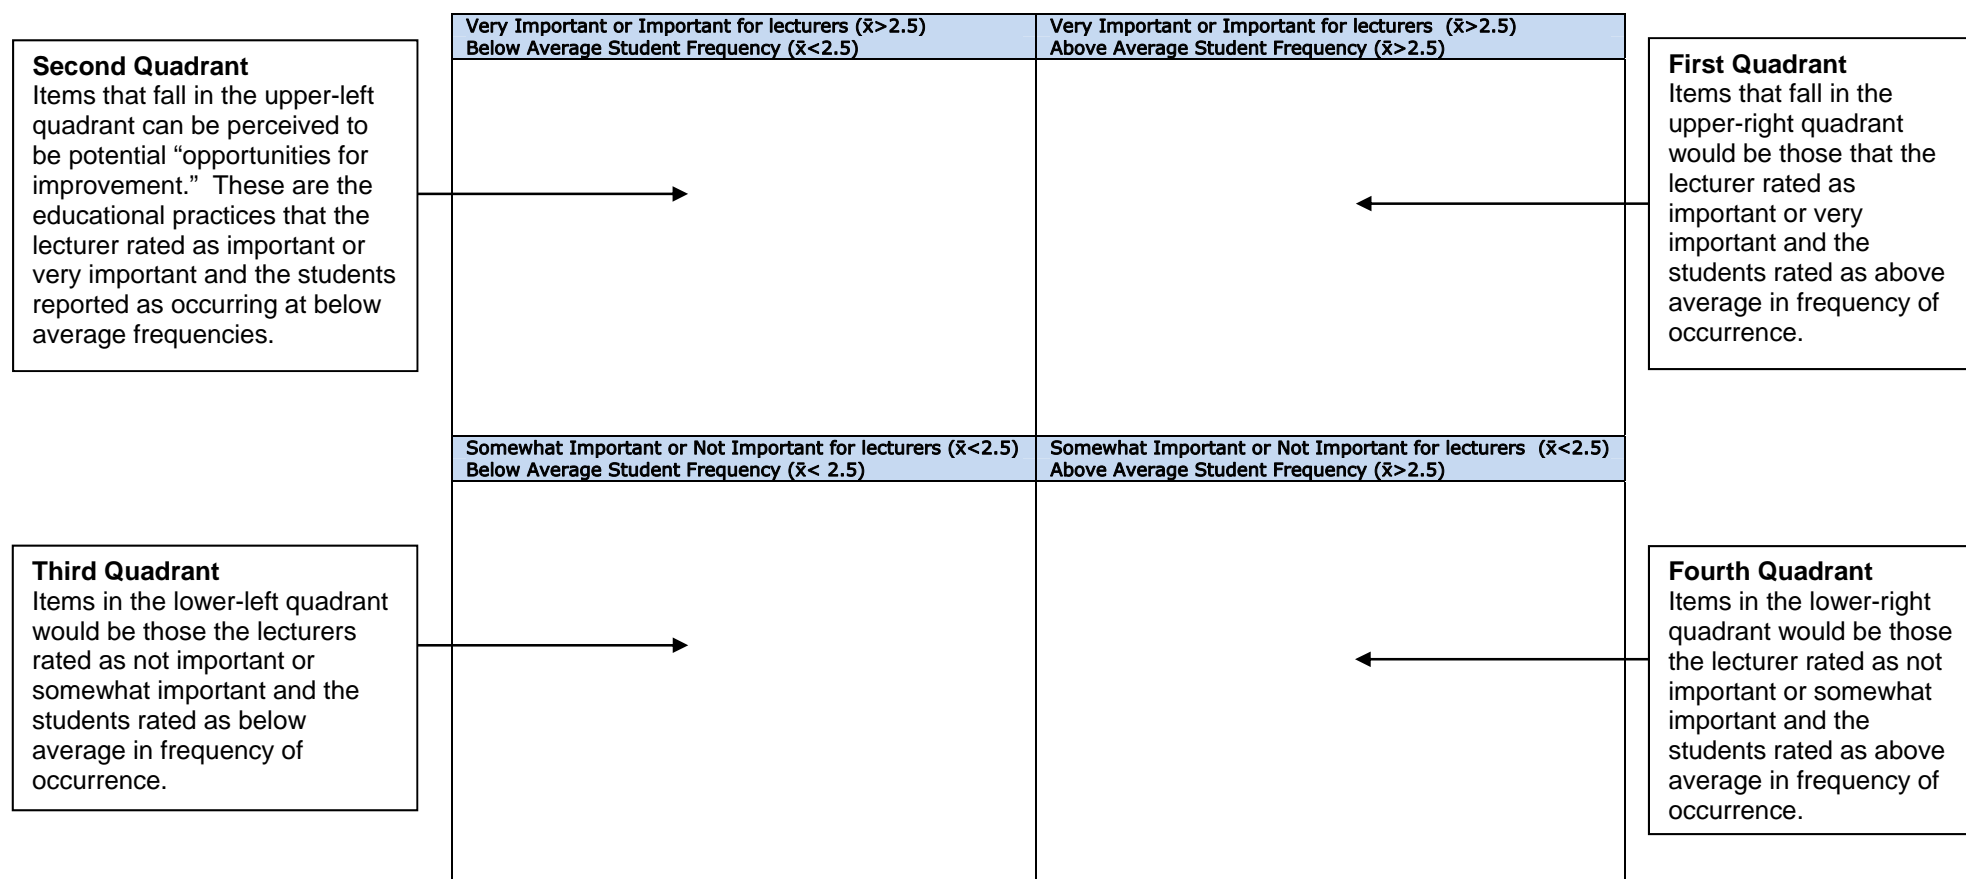 Very Important or Important for lecturers (x̄>2.5)
Below Average Student Frequency (x̄<2.5)
Very Important or Important for lecturers  (x̄>2.5)
Above Average Student Frequency (x̄>2.5)
Second Quadrant
Items that fall in the upper-left
quadrant can be perceived to
be potential “opportunities for
improvement.”  These are the
educational practices that the
lecturer rated as important or
very important and the students
reported as occurring at below
average frequencies.
First Quadrant
Items that fall in the
upper-right quadrant
would be those that the
lecturer rated as
important or very
important and the
students rated as above
average in frequency of
occurrence.
Somewhat Important or Not Important for lecturers (x̄<2.5)
Below Average Student Frequency (x̄< 2.5)
Somewhat Important or Not Important for lecturers  (x̄<2.5)
Above Average Student Frequency (x̄>2.5)
Third Quadrant
Items in the lower-left quadrant
would be those the lecturers
rated as not important or
somewhat important and the
students rated as below
average in frequency of
occurrence.
Fourth Quadrant
Items in the lower-right
quadrant would be those
the lecturer rated as not
important or somewhat
important and the
students rated as above
average in frequency of
occurrence.